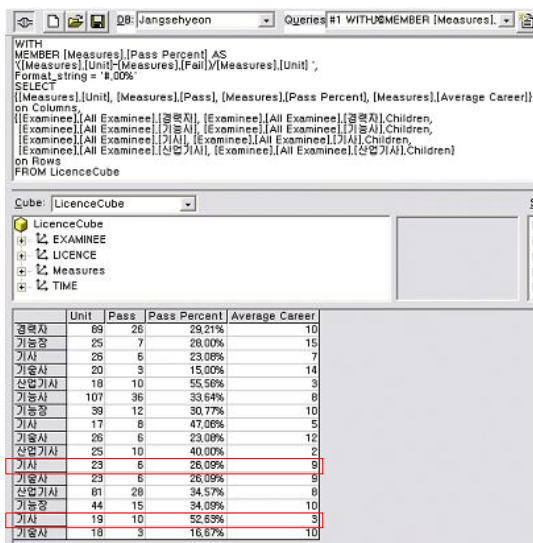 DB: Jangsehyeon Queries #1 WITH
WITH
MEMBER [Measures].[Pass Percent] AS
'([Measures].[Unit]-[Measures].[Fail])/[Measures].[Unit] ',
Format_string = '#.00%'
SELECT
{[Measures].[Unit], [Measures].[Pass], [Measures].[Pass Percent], [Measures].[Average Career]}
on Columns,
{[Examinee].[All Examinee].[경력자], [Examinee].[All Examinee].[경력자].Children,
[Examinee].[All Examinee].[기능사], [Examinee].[All Examinee].[기능사].Children,
[Examinee].[All Examinee].[기사], [Examinee].[All Examinee].[기사].Children,
[Examinee].[All Examinee].[산업기사], [Examinee].[All Examinee].[산업기사].Children}
on Rows
FROM LicenceCube
Cube: LicenceCube
LicenceCube
EXAMINEE
LICENCE
Measures
TIME
Unit Pass Pass Percent Average Career
경력자 89 26 29.21% 10
기능장 25 7 28.00% 15
기사 26 6 23.08% 7
기술사 20 3 15.00% 14
산업기사 18 10 55.56% 3
기능사 107 36 33.64% 8
기능장 39 12 30.77% 10
기사 17 8 47.06% 5
기술사 26 6 23.08% 12
산업기사 25 10 40.00% 2
기사 23 6 26.09% 9
기술사 23 6 26.09% 9
산업기사 81 28 34.57% 8
기능장 44 15 34.09% 10
기사 19 10 52.63% 3
기술사 18 3 16.67% 10